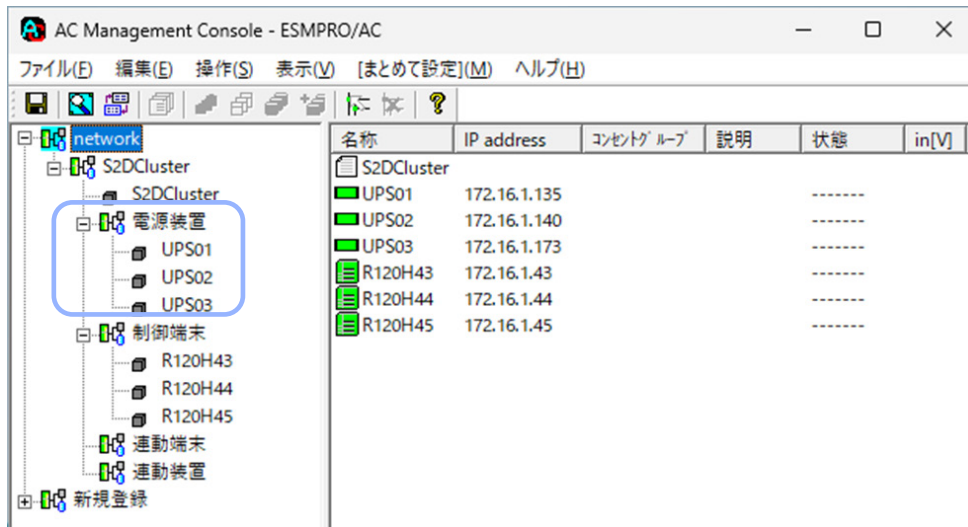 AC Management Console - ESMPRO/AC
ファイル(F) 編集(E) 操作(S) 表示(V) [まとめて設定](M) ヘルプ(H)
network
S2DCluster
S2DCluster
電源装置
UPS01
UPS02
UPS03
制御端末
R120H43
R120H44
R120H45
連動端末
連動装置
新規登録
名称 IP address コンセントグループ 説明 状態 in[V]
S2DCluster
UPS01 172.16.1.135 -------
UPS02 172.16.1.140 -------
UPS03 172.16.1.173 -------
R120H43 172.16.1.43 -------
R120H44 172.16.1.44 -------
R120H45 172.16.1.45 -------